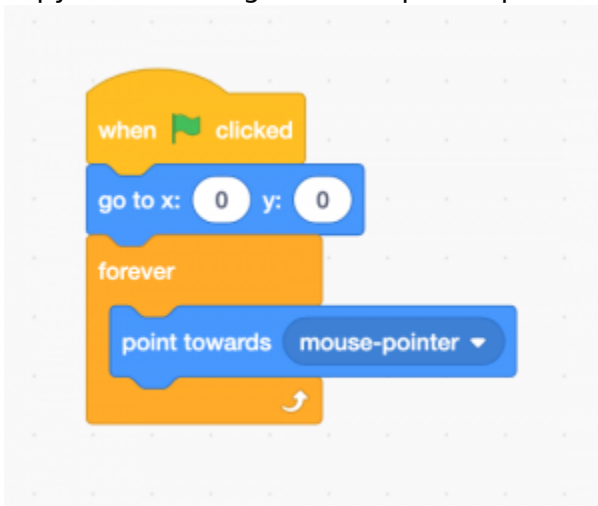 when clicked
go to x: 0 y: 0
forever
point towards mouse-pointer